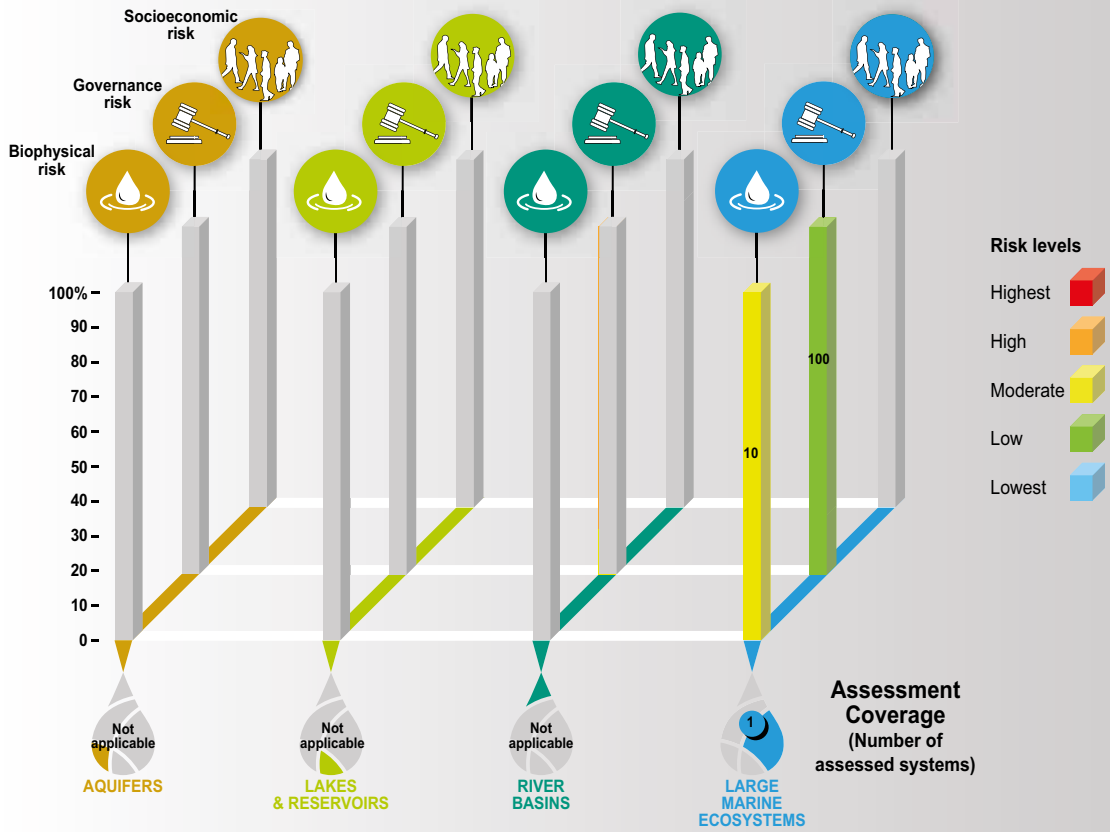 Socioeconomic
risk
Governance
risk
Biophysical
risk
100%
90
80
70
60
50
40
30
20
10
0
10
100
Risk levels
Highest
High
Moderate
Low
Lowest
Not
applicable
AQUIFERS
Not
applicable
LAKES
& RESERVOIRS
Not
applicable
RIVER
BASINS
1
LARGE
MARINE
ECOSYSTEMS
Assessment
Coverage
(Number of
assessed systems)